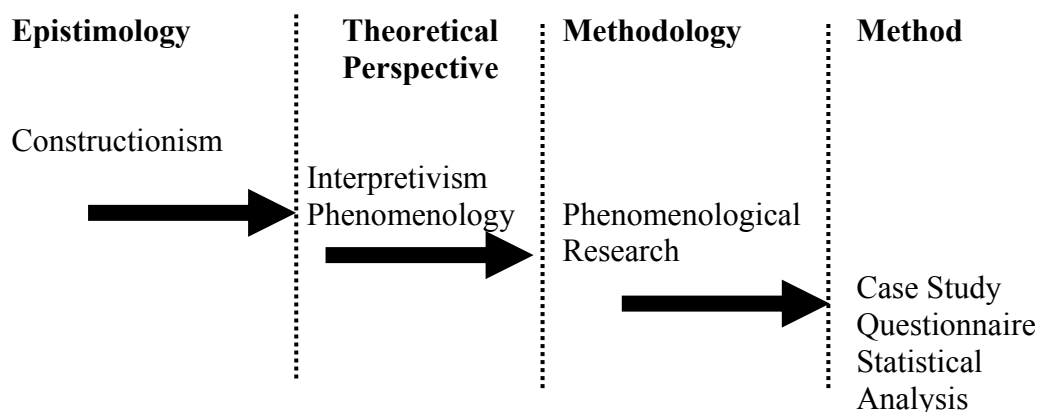 Epistimology
Theoretical
Perspective
Methodology
Method
Constructionism
Interpretivism
Phenomenology
Phenomenological
Research
Case Study
Questionnaire
Statistical
Analysis